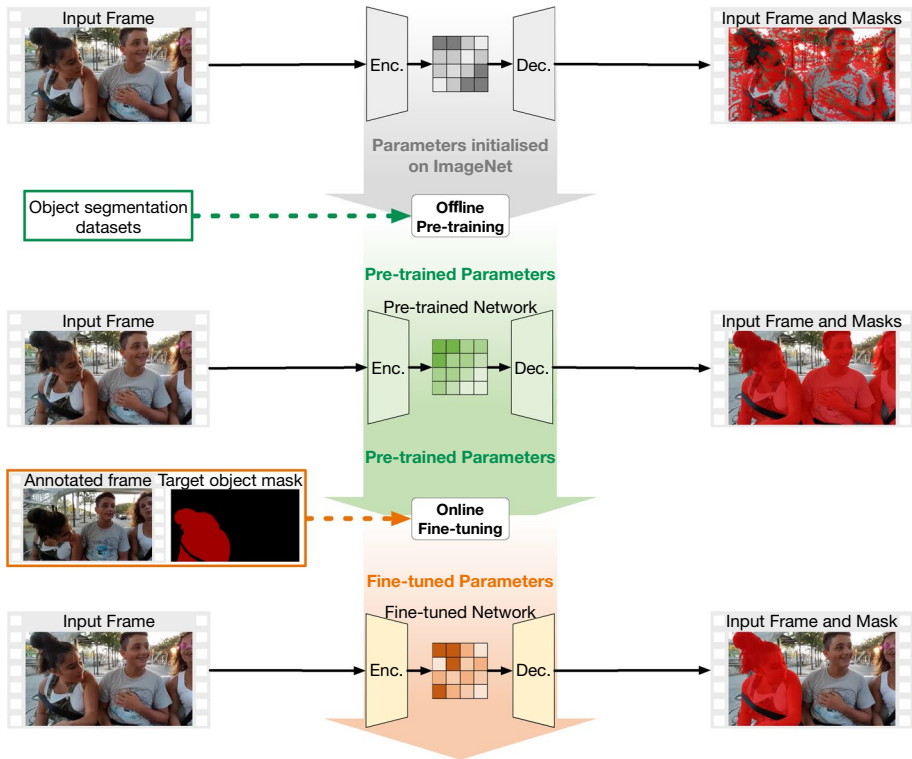 Input Frame
Enc.
Dec.
Input Frame and Masks
Parameters initialised
on ImageNet
Object segmentation
datasets
Offline
Pre-training
Pre-trained Parameters
Pre-trained Network
Input Frame
Enc.
Dec.
Input Frame and Masks
Pre-trained Parameters
Annotated frame
Target object mask
Online
Fine-tuning
Fine-tuned Parameters
Fine-tuned Network
Input Frame
Enc.
Dec.
Input Frame and Mask